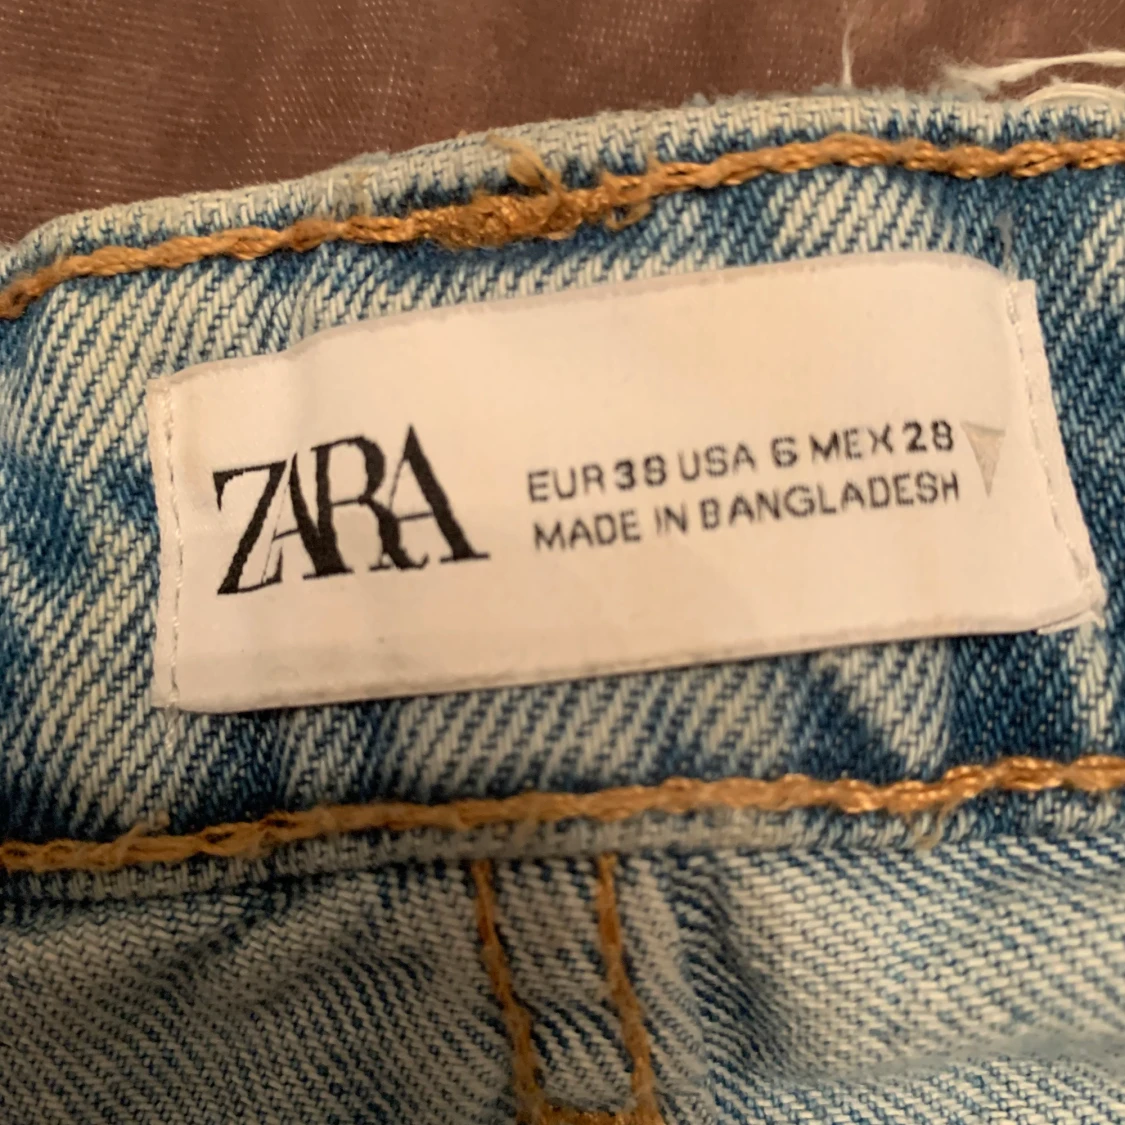 ZARA
EUR 38 USA 6 MEX 28
MADE IN BANGLADESH